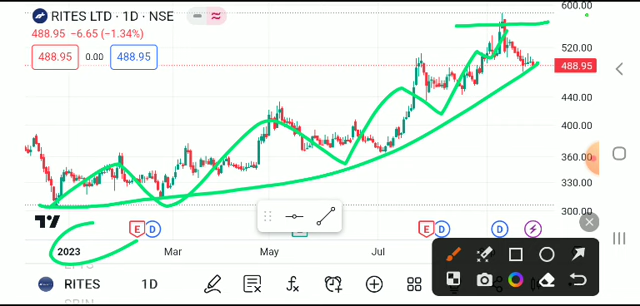 RITES LTD · 1D · NSE
488.95 −6.65 (−1.34%)
488.95 0.00 488.95
600.00
520.00
488.95
440.00
400.00
360.00
330.00
300.00
E D E D D
2023 Mar May Jul
RITES 1D